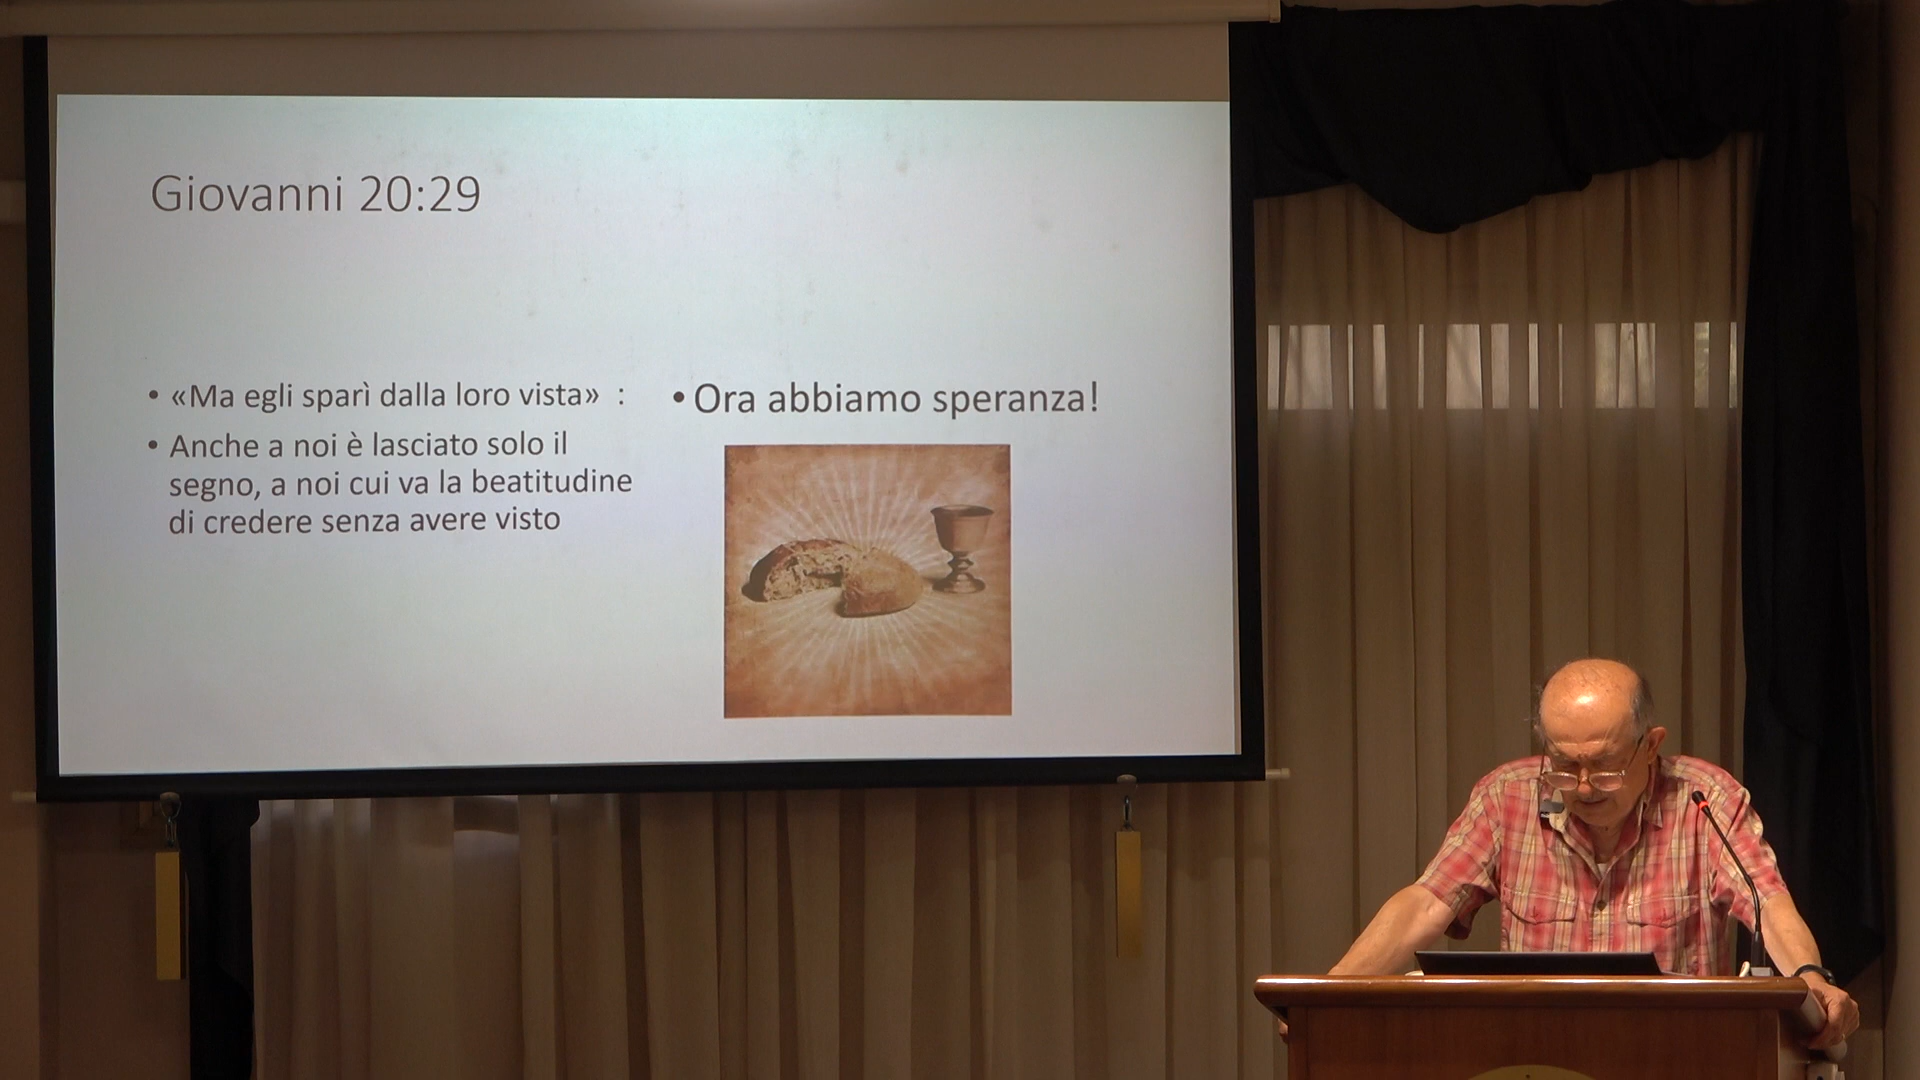 Giovanni 20:29
• «Ma egli sparì dalla loro vista» :
• Anche a noi è lasciato solo il
segno, a noi cui va la beatitudine
di credere senza avere visto
• Ora abbiamo speranza!